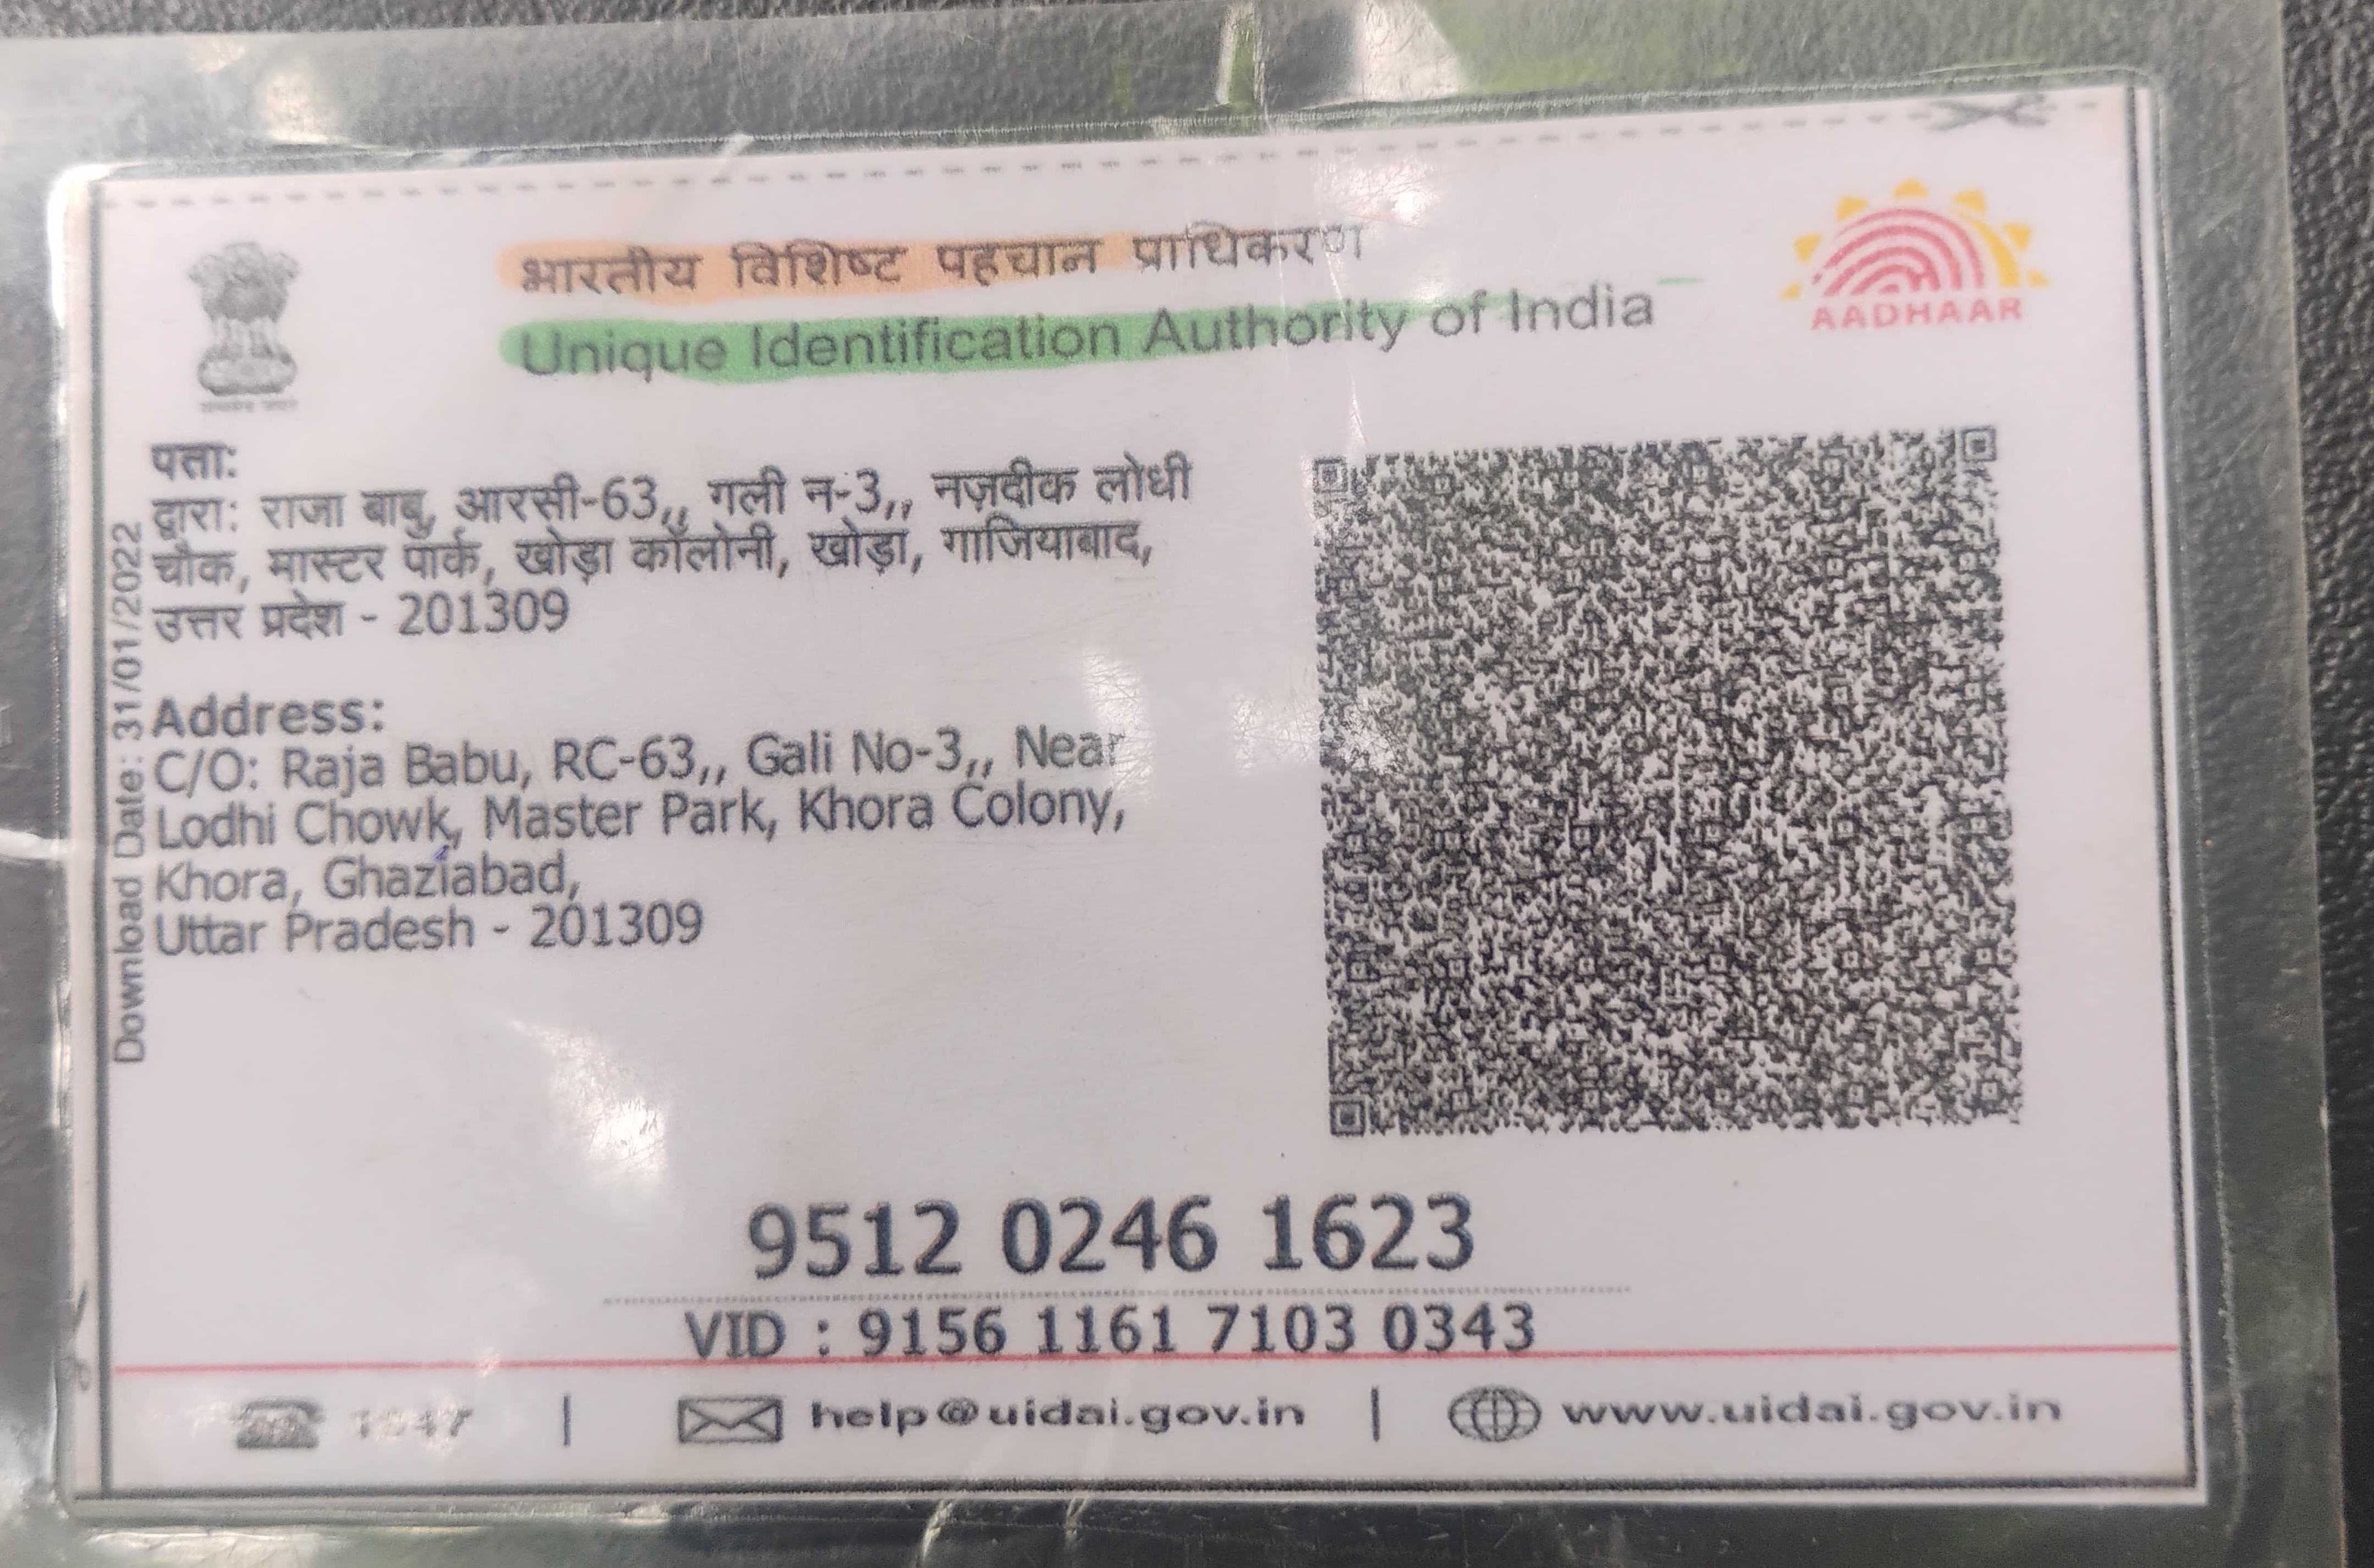 भारतीय विशिष्ट पहचान प्राधिकरण
Unique Identification Authority of India
AADHAAR
पता:
द्वारा: राजा बाबु, आरसी-63,, गली न-3,, नज़दीक लोधी
चौक, मास्टर पार्क, खोड़ा कॉलोनी, खोड़ा, गाजियाबाद,
उत्तर प्रदेश - 201309
Address:
C/O: Raja Babu, RC-63,, Gali No-3,, Near
Lodhi Chowk, Master Park, Khora Colony,
Khora, Ghaziabad,
Uttar Pradesh - 201309
Download Date: 31/01/2022
9512 0246 1623
VID : 9156 1161 7103 0343
1947 | help@uidai.gov.in | www.uidai.gov.in